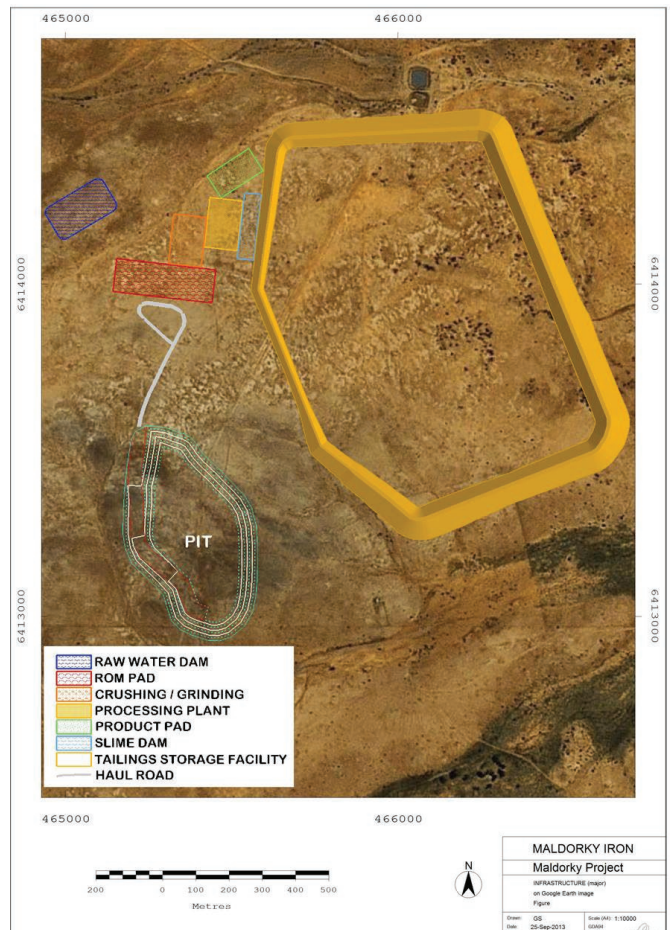 465000 466000
6414000 6414000
PIT
6413000 6413000
RAW WATER DAM
ROM PAD
CRUSHING / GRINDING
PROCESSING PLANT
PRODUCT PAD
SLIME DAM
TAILINGS STORAGE FACILITY
HAUL ROAD
465000 466000
200 0 100 200 300 400 500
Metres
N
MALDORKY IRON
Maldorky Project
INFRASTRUCTURE (major)
on Google Earth image
Figure
Drawn: GS Scale (A4): 1:10000
Date: 25-Sep-2013 GDA94